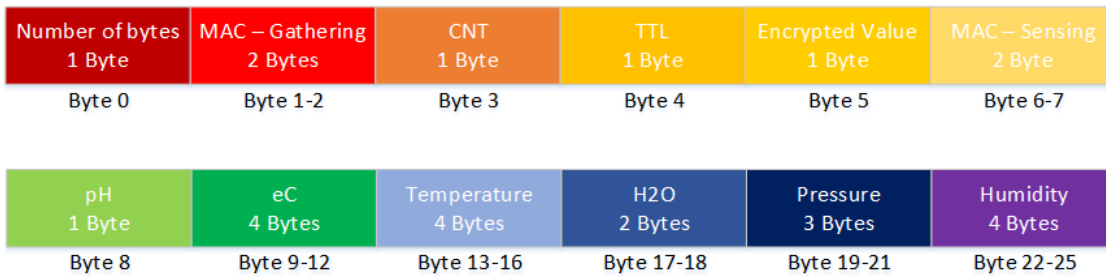 Number of bytes MAC – Gathering CNT TTL Encrypted Value MAC – Sensing
1 Byte 2 Bytes 1 Byte 1 Byte 1 Byte 2 Byte
Byte 0 Byte 1-2 Byte 3 Byte 4 Byte 5 Byte 6-7
pH eC Temperature H2O Pressure Humidity
1 Byte 4 Bytes 4 Bytes 2 Bytes 3 Bytes 4 Bytes
Byte 8 Byte 9-12 Byte 13-16 Byte 17-18 Byte 19-21 Byte 22-25